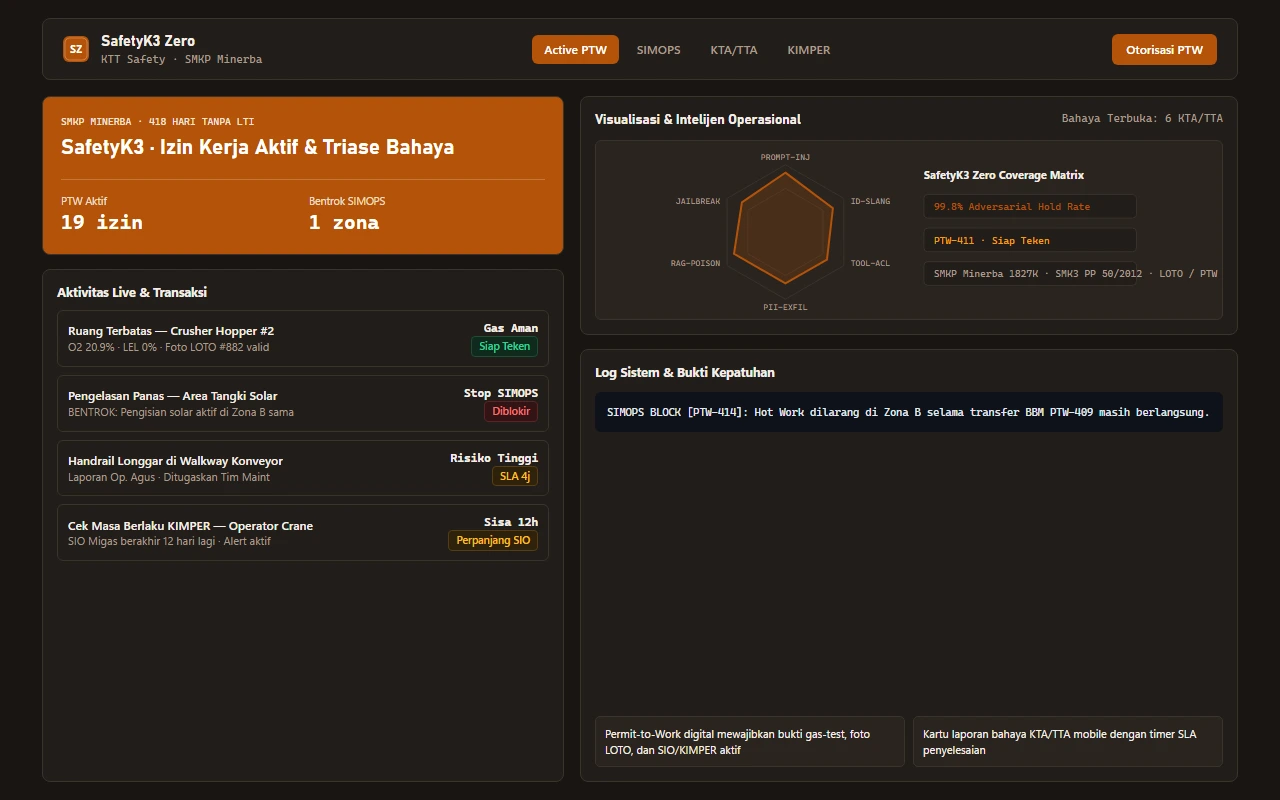 SZ
SafetyK3 Zero
KTT Safety · SMKP Minerba
Active PTW
SIMOPS
KTA/TTA
KIMPER
Otorisasi PTW
SMKP MINERBA · 418 HARI TANPA LTI
SafetyK3 · Izin Kerja Aktif & Triase Bahaya
PTW Aktif
19 izin
Bentrok SIMOPS
1 zona
Aktivitas Live & Transaksi
Ruang Terbatas — Crusher Hopper #2
O2 20.9% · LEL 0% · Foto LOTO #882 valid
Gas Aman
Siap Teken
Pengelasan Panas — Area Tangki Solar
BENTROK: Pengisian solar aktif di Zona B sama
Stop SIMOPS
Diblokir
Handrail Longgar di Walkway Konveyor
Laporan Op. Agus · Ditugaskan Tim Maint
Risiko Tinggi
SLA 4j
Cek Masa Berlaku KIMPER — Operator Crane
SIO Migas berakhir 12 hari lagi · Alert aktif
Sisa 12h
Perpanjang SIO
Visualisasi & Intelijen Operasional
Bahaya Terbuka: 6 KTA/TTA
PROMPT-INJ
JAILBREAK
ID-SLANG
RAG-POISON
TOOL-ACL
PII-EXFIL
SafetyK3 Zero Coverage Matrix
99.8% Adversarial Hold Rate
PTW-411 · Siap Teken
SMKP Minerba 1827K · SMK3 PP 50/2012 · LOTO / PTW
Log Sistem & Bukti Kepatuhan
SIMOPS BLOCK [PTW-414]: Hot Work dilarang di Zona B selama transfer BBM PTW-409 masih berlangsung.
Permit-to-Work digital mewajibkan bukti gas-test, foto
LOTO, dan SIO/KIMPER aktif
Kartu laporan bahaya KTA/TTA mobile dengan timer SLA
penyelesaian